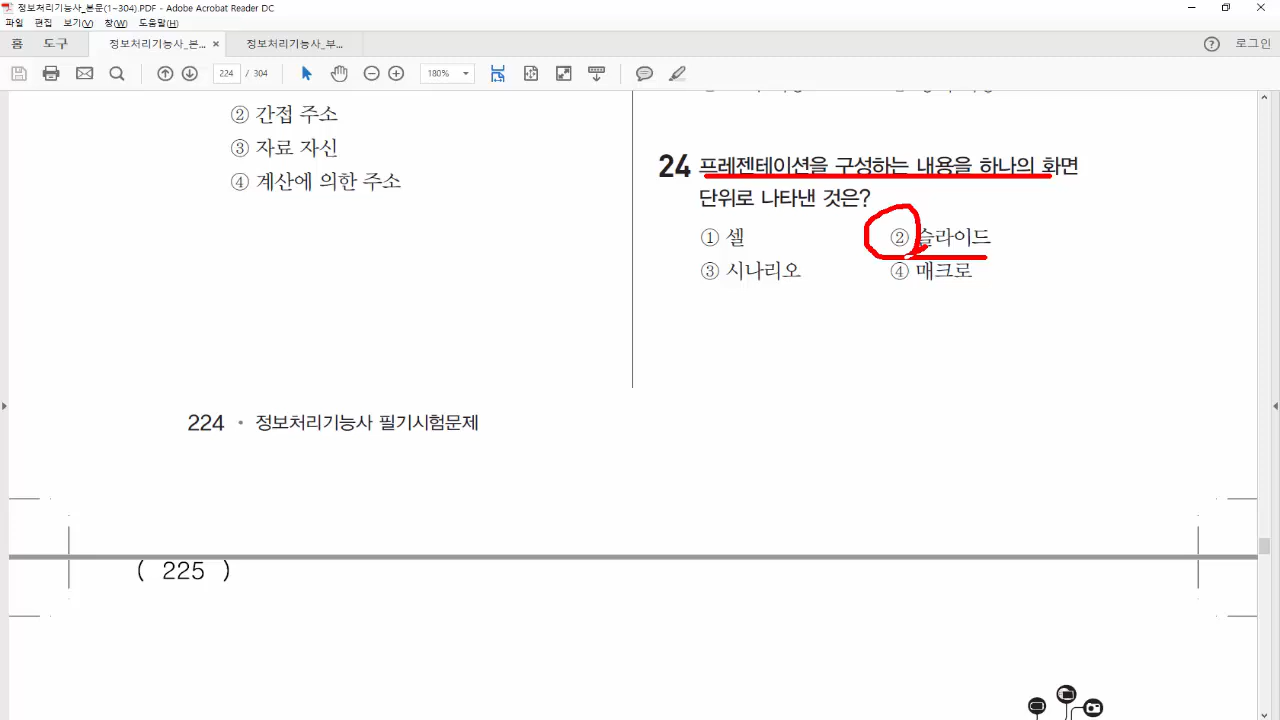 정보처리기능사_본문(1~304).PDF - Adobe Acrobat Reader DC
파일 편집 보기(V) 창(W) 도움말(H)
홈 도구 정보처리기능사_본... × 정보처리기능사_부... 로그인
224 / 304 180%
② 간접 주소
③ 자료 자신
④ 계산에 의한 주소
24 프레젠테이션을 구성하는 내용을 하나의 화면
단위로 나타낸 것은?
① 셀 ② 슬라이드
③ 시나리오 ④ 매크로
224 • 정보처리기능사 필기시험문제
( 225 )